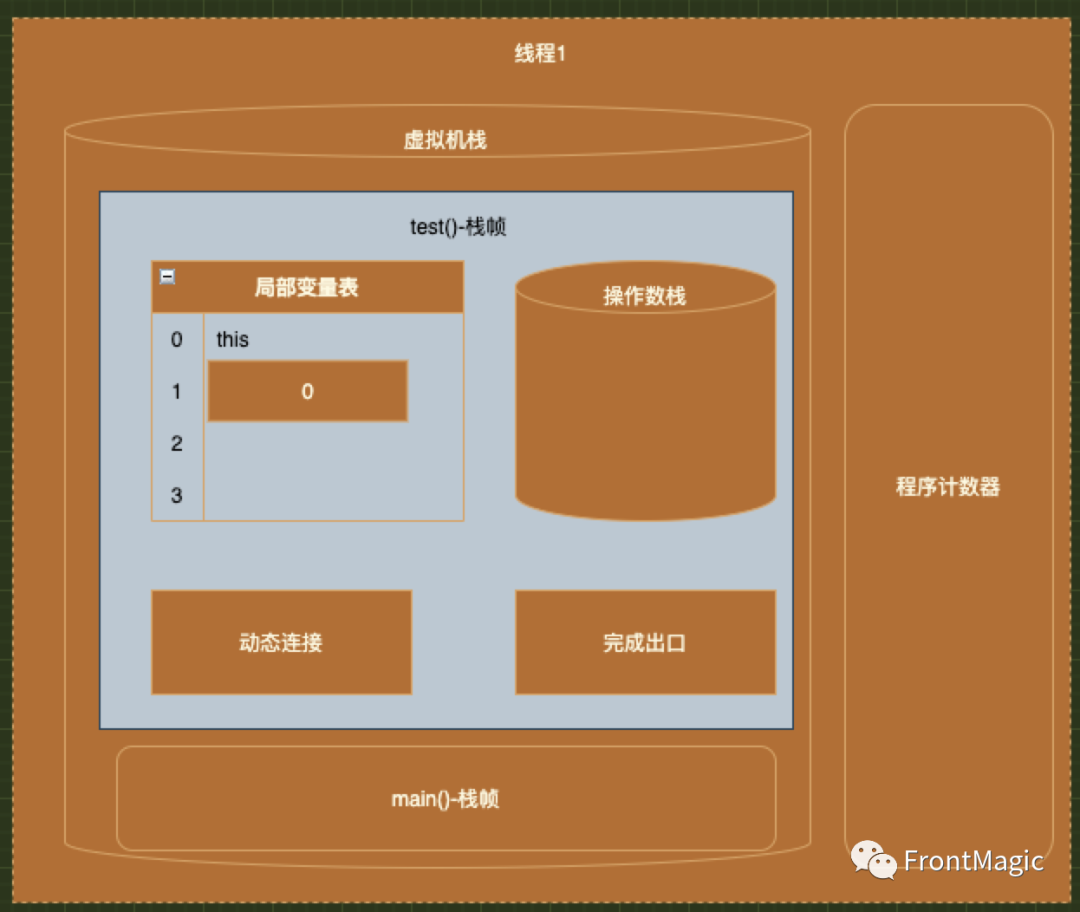 线程1
虚拟机栈
test()-栈帧
局部变量表
操作数栈
0
this
1
0
2
3
程序计数器
动态连接
完成出口
main()-栈帧
FrontMagic